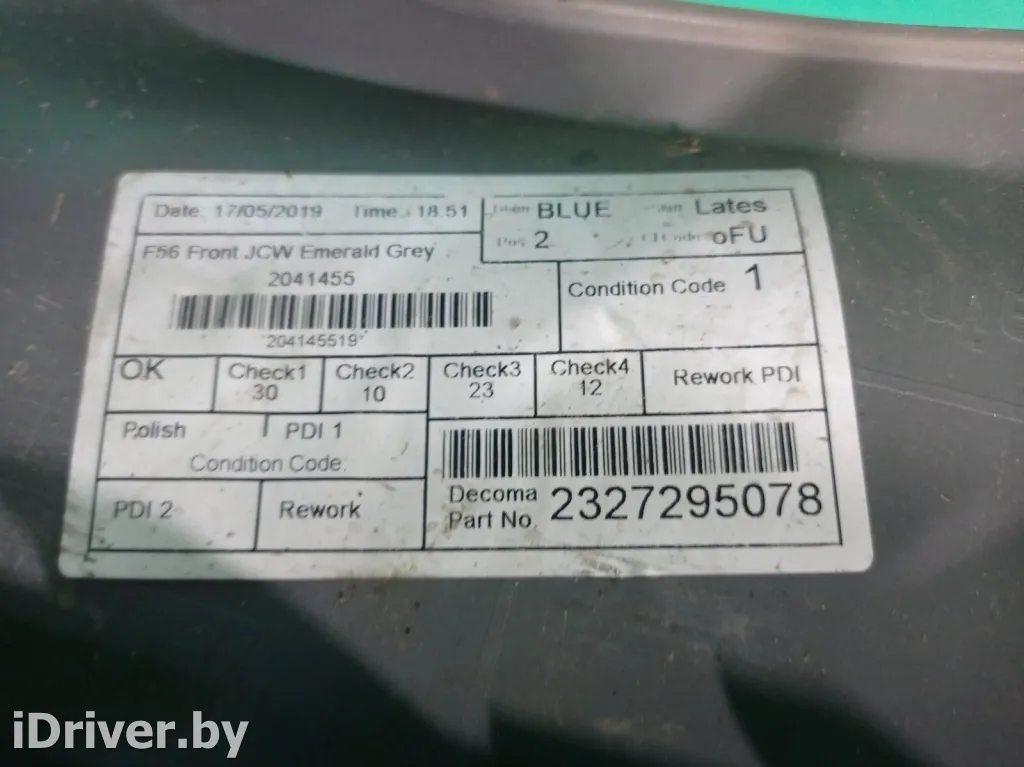 Date: 17/05/2019 Time: 18.51
BLUE Lates
Pos 2 oFU
F56 Front JCW Emerald Grey
2041455
204145519
Condition Code 1
OK Check1 Check2 Check3 Check4 Rework PDI
30 10 23 12
Polish PDI 1
Condition Code:
PDI 2 Rework
Decoma
Part No. 2327295078
iDriver.by